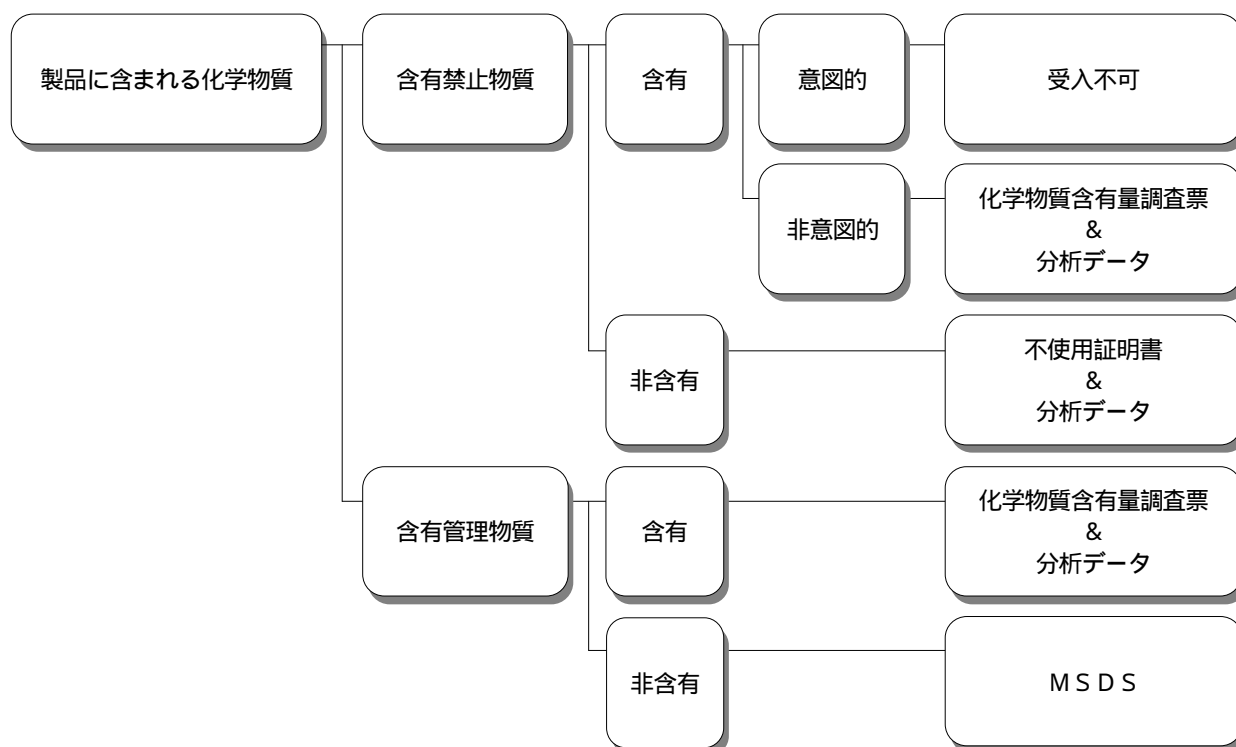 製品に含まれる化学物質
含有禁止物質
含有
意図的
受入不可
非意図的
化学物質含有量調査票
&
分析データ
非含有
不使用証明書
&
分析データ
含有管理物質
含有
化学物質含有量調査票
&
分析データ
非含有
ＭＳＤＳ